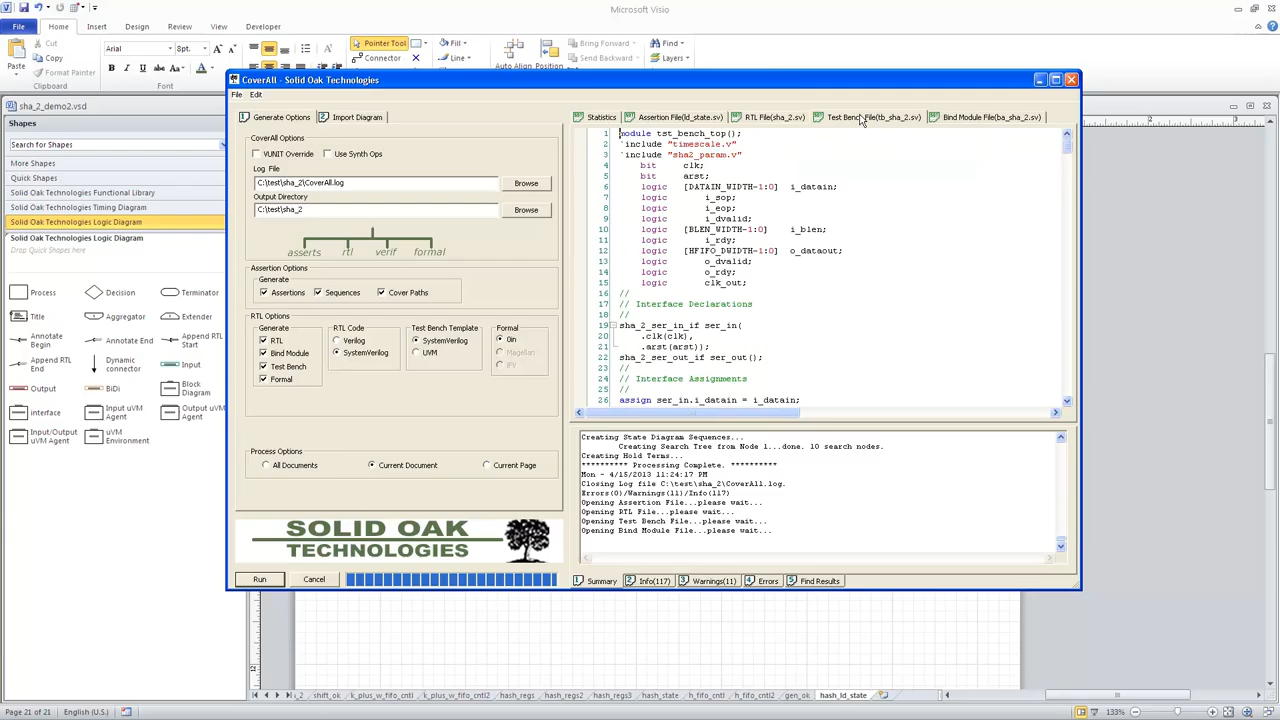 Microsoft Visio
File Home Insert Design Review View Developer
Cut
Copy
Format Painter
Paste
Clipboard
Arial 8pt.
Font
Pointer Tool
Connector
Fill
Line
Auto Align
Position
Bring Forward
Send Backward
Find
Layers
sha_2_demo2.vsd
Shapes
Search for Shapes
More Shapes
Quick Shapes
Solid Oak Technologies Functional Library
Solid Oak Technologies Timing Diagram
Solid Oak Technologies Logic Diagram
Solid Oak Technologies Logic Diagram
Drop Quick Shapes here
Process Decision Terminator
Title Aggregator Extender
Annotate Begin Annotate End Append RTL Start
Append RTL End Dynamic connector Input
Output BiDi Block Diagram
interface Input uVM Agent Output uVM Agent
Input/Output uVM Agent uVM Environment
CoverAll - Solid Oak Technologies
File Edit
1 Generate Options 2 Import Diagram
CoverAll Options
VUNIT Override Use Synth Ops
Log File
C:\test\sha_2\CoverAll.log Browse
Output Directory
C:\test\sha_2 Browse
asserts rtl verif formal
Assertion Options
Generate
Assertions Sequences Cover Paths
RTL Options
Generate
RTL
Bind Module
Test Bench
Formal
RTL Code
Verilog
SystemVerilog
Test Bench Template
SystemVerilog
UVM
Formal
0in
Magellan
IFV
Process Options
All Documents Current Document Current Page
SOLID OAK
TECHNOLOGIES
Run Cancel
Statistics Assertion File(ld_state.sv) RTL File(sha_2.sv) Test Bench File(tb_sha_2.sv) Bind Module File(ba_sha_2.sv)
1 module tst_bench_top();
2 `include "timescale.v"
3 `include "sha2_param.v"
4 bit clk;
5 bit arst;
6 logic [DATAIN_WIDTH-1:0] i_datain;
7 logic i_sop;
8 logic i_eop;
9 logic i_dvalid;
10 logic [BLEN_WIDTH-1:0] i_blen;
11 logic i_rdy;
12 logic [HFIFO_DWIDTH-1:0] o_dataout;
13 logic o_dvalid;
14 logic o_rdy;
15 logic clk_out;
16 //
17 // Interface Declarations
18 //
19 sha_2_ser_in_if ser_in(
20 .clk(clk),
21 .arst(arst));
22 sha_2_ser_out_if ser_out();
23 //
24 // Interface Assignments
25 //
26 assign ser_in.i_datain = i_datain;
Creating State Diagram Sequences...
Creating Search Tree from Node 1...done. 10 search nodes.
Creating Hold Terms...
********** Processing Complete. **********
Mon - 4/15/2013 11:24:17 PM
Closing Log file C:\test\sha_2\CoverAll.log.
Errors(0)/Warnings(11)/Info(117)
Opening Assertion File...please wait...
Opening RTL File...please wait...
Opening Test Bench File...please wait...
Opening Bind Module File...please wait...
1 Summary 2 Info(117) 3 Warnings(11) 4 Errors 5 Find Results
_2 shift_ok k_plus_w_fifo_cntl k_plus_w_fifo_cntl2 hash_regs hash_regs2 hash_regs3 hash_state h_fifo_cntl h_fifo_cntl2 gen_ok hash_ld_state
Page 21 of 21 English (U.S.) 133%